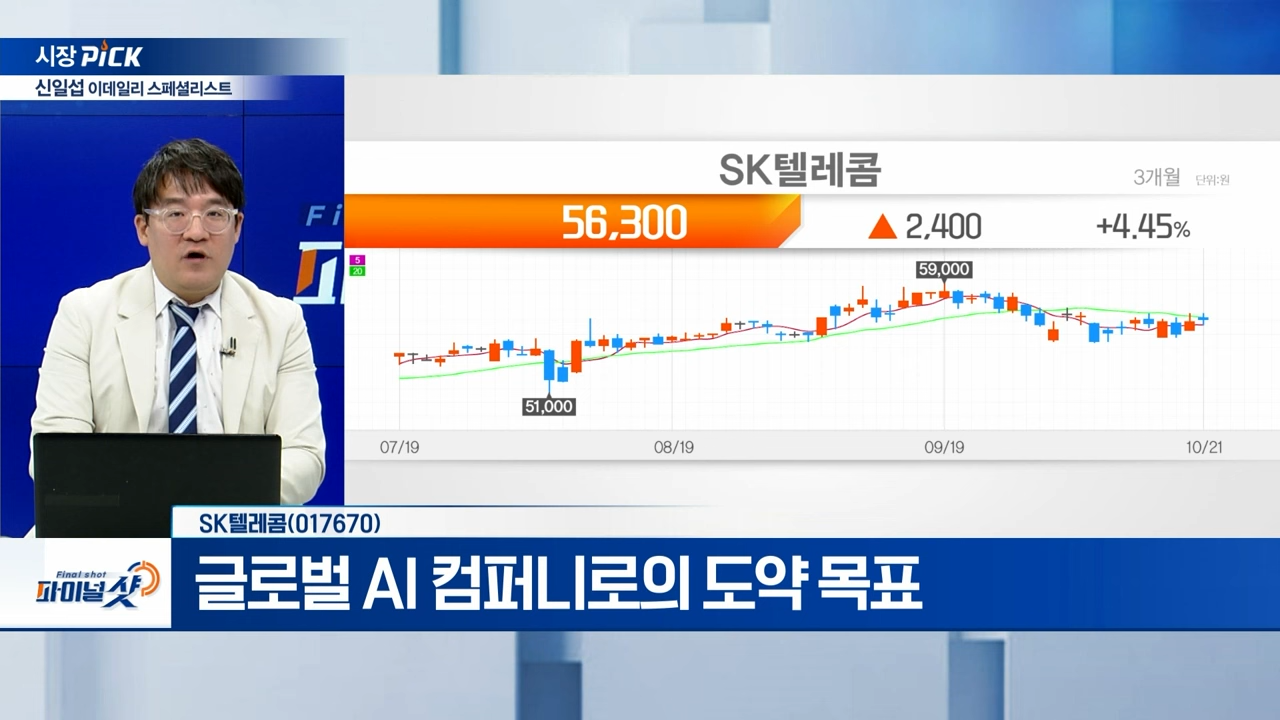 시장 PiCK
신일섭 이데일리 스페셜리스트
Fi
SK텔레콤
3개월 단위:원
56,300 ▲ 2,400 +4.45%
5
20
59,000
51,000
07/19 08/19 09/19 10/21
SK텔레콤(017670)
Final shot
파이널샷
글로벌 AI 컴퍼니로의 도약 목표